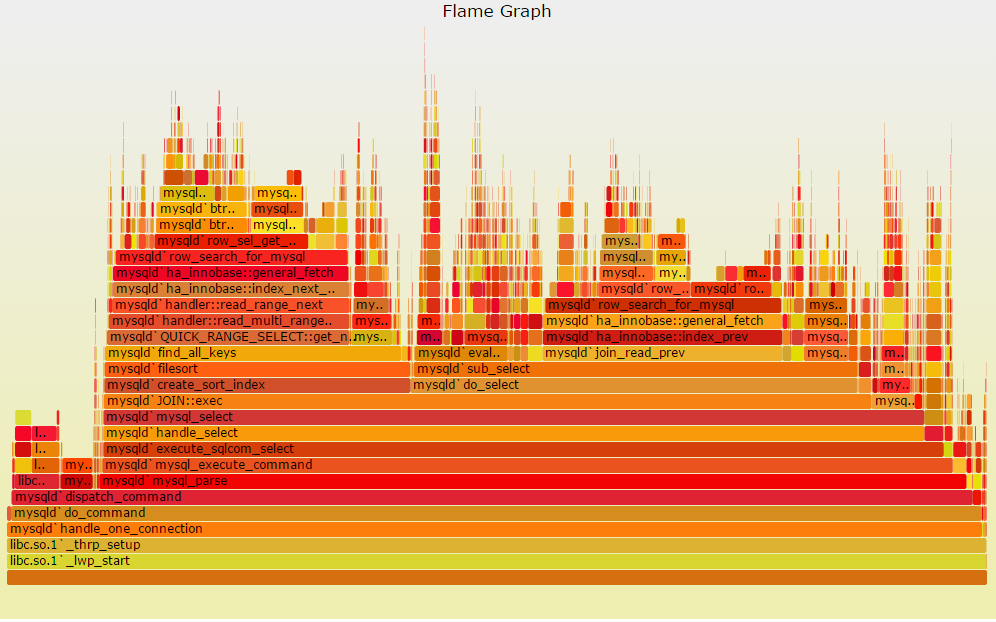 Flame Graph
mysql.. mysq..
mysqld`btr.. mysql..
mysqld`btr.. mysql..
mysqld`row_sel_get_.. mys.. m..
mysqld`row_search_for_mysql mysql.. my..
mysqld`ha_innobase::general_fetch mysql.. my.. m..
mysqld`ha_innobase::index_next_.. mysqld`row_.. mysqld`ro..
mysqld`handler::read_range_next my.. mysqld`row_search_for_mysql mys..
mysqld`handler::read_multi_range.. mys.. m.. mysqld`ha_innobase::general_fetch mysq..
mysqld`QUICK_RANGE_SELECT::get_n.. mys.. m.. mysq.. mysqld`ha_innobase::index_prev mysq..
mysqld`find_all_keys mysqld`eval.. mysqld`join_read_prev mysq.. m..
mysqld`filesort mysqld`sub_select m..
mysqld`create_sort_index mysqld`do_select my..
mysqld`JOIN::exec mysq..
mysqld`mysql_select
l.. mysqld`handle_select
l.. mysqld`execute_sqlcom_select
l.. my.. mysqld`mysql_execute_command
libc.. my.. mysqld`mysql_parse
mysqld`dispatch_command
mysqld`do_command
mysqld`handle_one_connection
libc.so.1`_thrp_setup
libc.so.1`_lwp_start